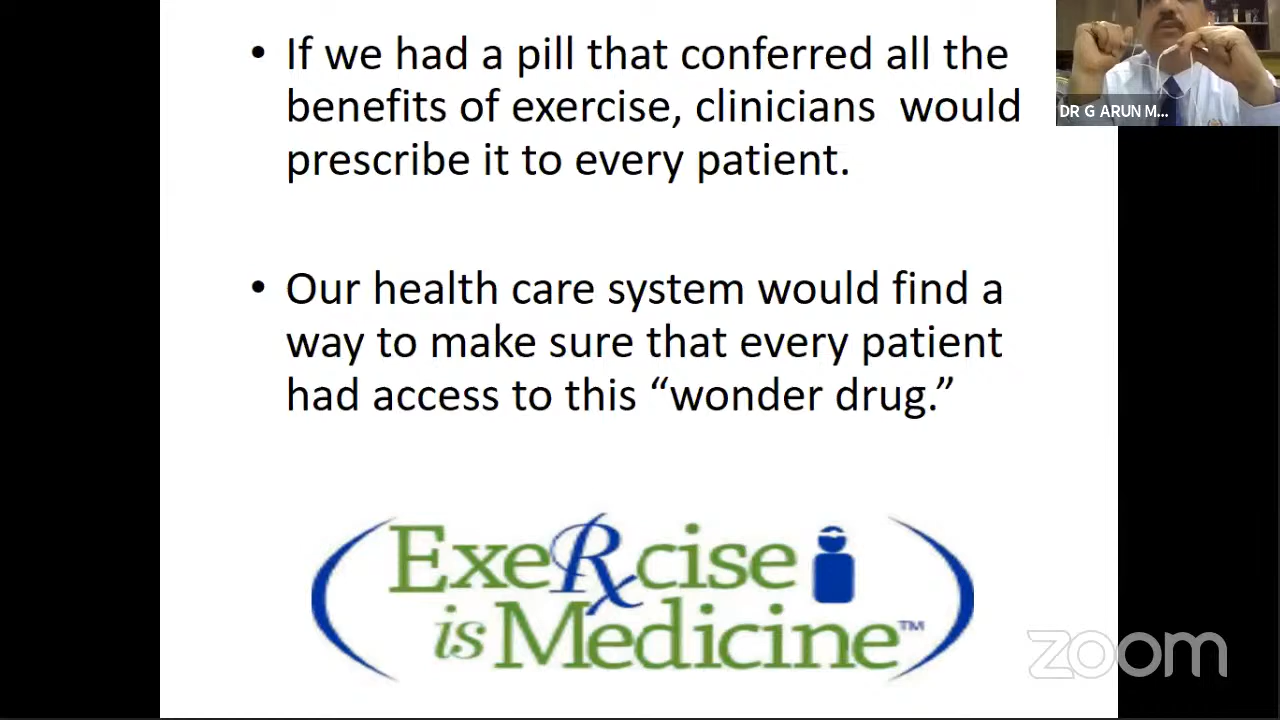 • If we had a pill that conferred all the
benefits of exercise, clinicians would
prescribe it to every patient.
DR G ARUN M...
• Our health care system would find a
way to make sure that every patient
had access to this “wonder drug.”
ExeRxcise
is Medicine™
zoom